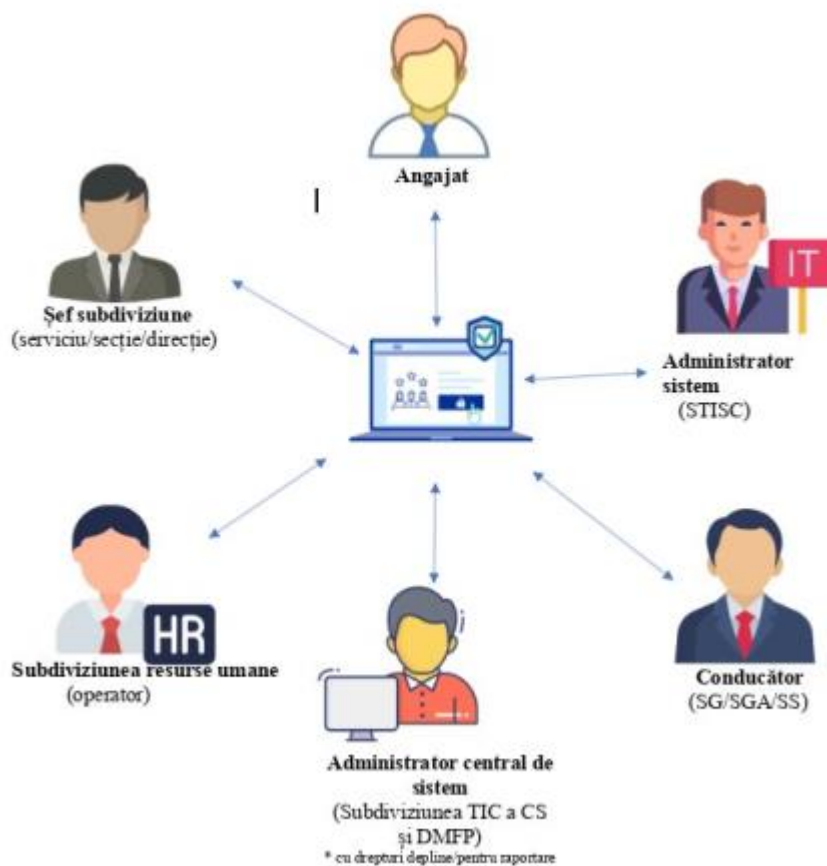 Angajat
Șef subdiviziune
(serviciu/secție/direcție)
IT
Administrator
sistem
(STISC)
HR
Subdiviziunea resurse umane
(operator)
Conducător
(SG/SGA/SS)
Administrator central de
sistem
(Subdiviziunea TIC a CS
și DMFP)
* cu drepturi depline/pentru raportare